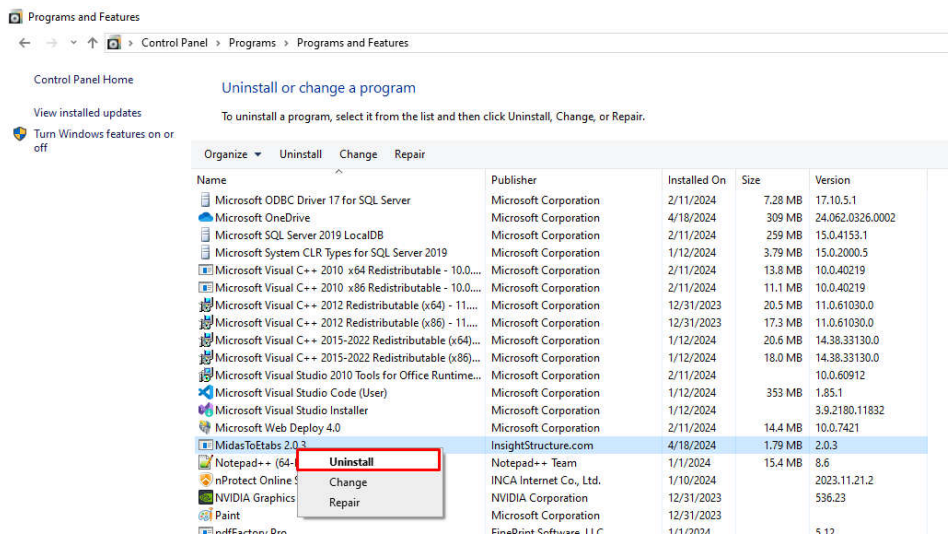 Programs and Features
Control Panel > Programs > Programs and Features
Control Panel Home
View installed updates
Turn Windows features on or
off
Uninstall or change a program
To uninstall a program, select it from the list and then click Uninstall, Change, or Repair.
Organize Uninstall Change Repair
Name Publisher Installed On Size Version
Microsoft ODBC Driver 17 for SQL Server Microsoft Corporation 2/11/2024 7.28 MB 17.10.5.1
Microsoft OneDrive Microsoft Corporation 4/18/2024 309 MB 24.062.0326.0002
Microsoft SQL Server 2019 LocalDB Microsoft Corporation 2/11/2024 259 MB 15.0.4153.1
Microsoft System CLR Types for SQL Server 2019 Microsoft Corporation 1/12/2024 3.79 MB 15.0.2000.5
Microsoft Visual C++ 2010 x64 Redistributable - 10.0.... Microsoft Corporation 2/11/2024 13.8 MB 10.0.40219
Microsoft Visual C++ 2010 x86 Redistributable - 10.0.... Microsoft Corporation 2/11/2024 11.1 MB 10.0.40219
Microsoft Visual C++ 2012 Redistributable (x64) - 11.... Microsoft Corporation 12/31/2023 20.5 MB 11.0.61030.0
Microsoft Visual C++ 2012 Redistributable (x86) - 11.... Microsoft Corporation 12/31/2023 17.3 MB 11.0.61030.0
Microsoft Visual C++ 2015-2022 Redistributable (x64)... Microsoft Corporation 1/12/2024 20.6 MB 14.38.33130.0
Microsoft Visual C++ 2015-2022 Redistributable (x86)... Microsoft Corporation 1/12/2024 18.0 MB 14.38.33130.0
Microsoft Visual Studio 2010 Tools for Office Runtime... Microsoft Corporation 2/11/2024 10.0.60912
Microsoft Visual Studio Code (User) Microsoft Corporation 1/12/2024 353 MB 1.85.1
Microsoft Visual Studio Installer Microsoft Corporation 1/12/2024 3.9.2180.11832
Microsoft Web Deploy 4.0 Microsoft Corporation 2/11/2024 14.4 MB 10.0.7421
MidasToEtabs 2.0.3 InsightStructure.com 4/18/2024 1.79 MB 2.0.3
Notepad++ (64- Uninstall Notepad++ Team 1/1/2024 15.4 MB 8.6
nProtect Online Change INCA Internet Co., Ltd. 1/10/2024 2023.11.21.2
NVIDIA Graphics Repair NVIDIA Corporation 12/31/2023 536.23
Paint Microsoft Corporation 12/31/2023
pdfFactory Pro FinePrint Software, LLC 1/1/2024 5.12